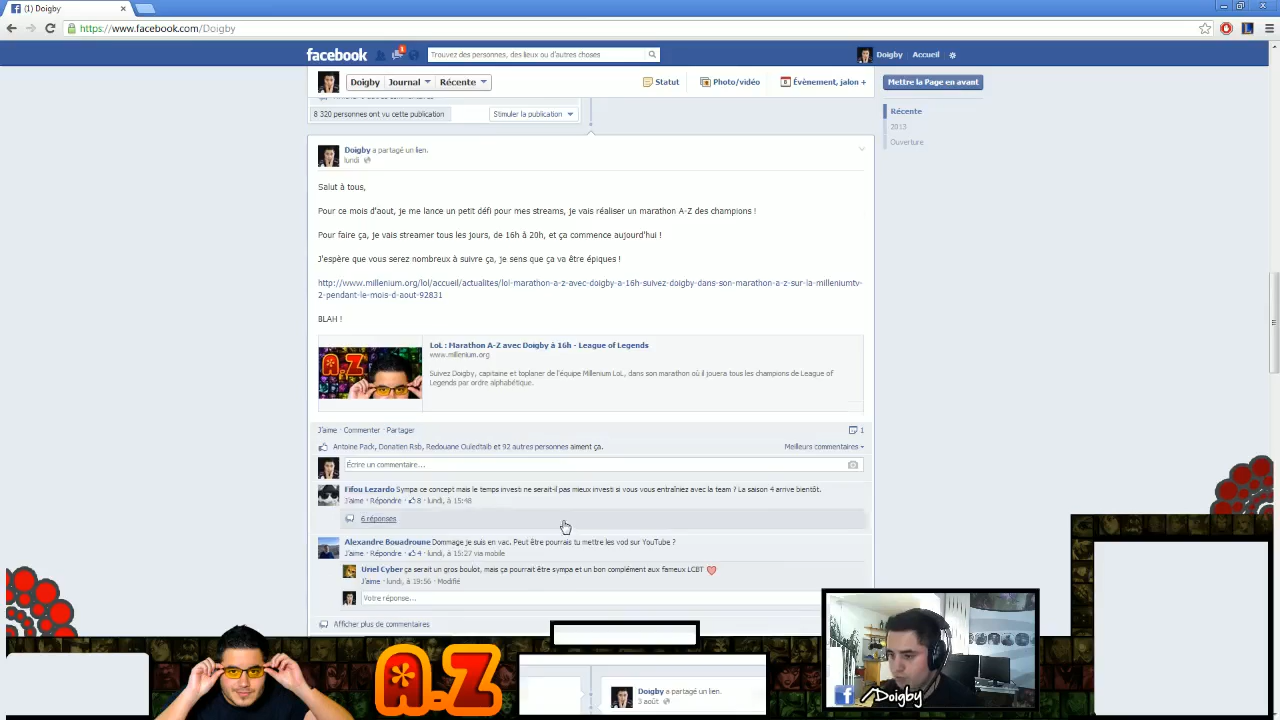 (1) Doigby
https://www.facebook.com/Doigby
facebook
1
Trouvez des personnes, des lieux ou d'autres choses
Doigby Accueil
Doigby Journal Récente
Statut Photo/vidéo Évènement, jalon +
Mettre la Page en avant
8 320 personnes ont vu cette publication
Stimuler la publication
Récente
2013
Ouverture
Doigby a partagé un lien.
lundi
Salut à tous,
Pour ce mois d'aout, je me lance un petit défi pour mes streams, je vais réaliser un marathon A-Z des champions !
Pour faire ça, je vais streamer tous les jours, de 16h à 20h, et ça commence aujourd'hui !
J'espère que vous serez nombreux à suivre ça, je sens que ça va être épiques !
http://www.millenium.org/lol/accueil/actualites/lol-marathon-a-z-avec-doigby-a-16h-suivez-doigby-dans-son-marathon-a-z-sur-la-milleniumtv-
2-pendant-le-mois-d-aout-92831
BLAH !
A-Z
LoL : Marathon A-Z avec Doigby à 16h - League of Legends
www.millenium.org
Suivez Doigby, capitaine et toplaner de l'équipe Millenium LoL, dans son marathon où il jouera tous les champions de League of
Legends par ordre alphabétique.
J'aime · Commenter · Partager
1
Antoine Pack, Donatien Rsb, Redouane Ouledtaib et 92 autres personnes aiment ça.
Meilleurs commentaires
Écrire un commentaire...
Fifou Lezardo Sympa ce concept mais le temps investi ne serait-il pas mieux investi si vous vous entraîniez avec la team ? La saison 4 arrive bientôt.
J'aime · Répondre · 8 · lundi, à 15:48
6 réponses
Alexandre Bouadroune Dommage je suis en vac. Peut être pourrais tu mettre les vod sur YouTube ?
J'aime · Répondre · 4 · lundi, à 15:27 via mobile
Uriel Cyber ça serait un gros boulot, mais ça pourrait être sympa et un bon complément aux fameux LCBT
J'aime · lundi, à 19:56 · Modifié
Votre réponse...
Afficher plus de commentaires
A-Z
Doigby a partagé un lien.
3 août
f /Doigby